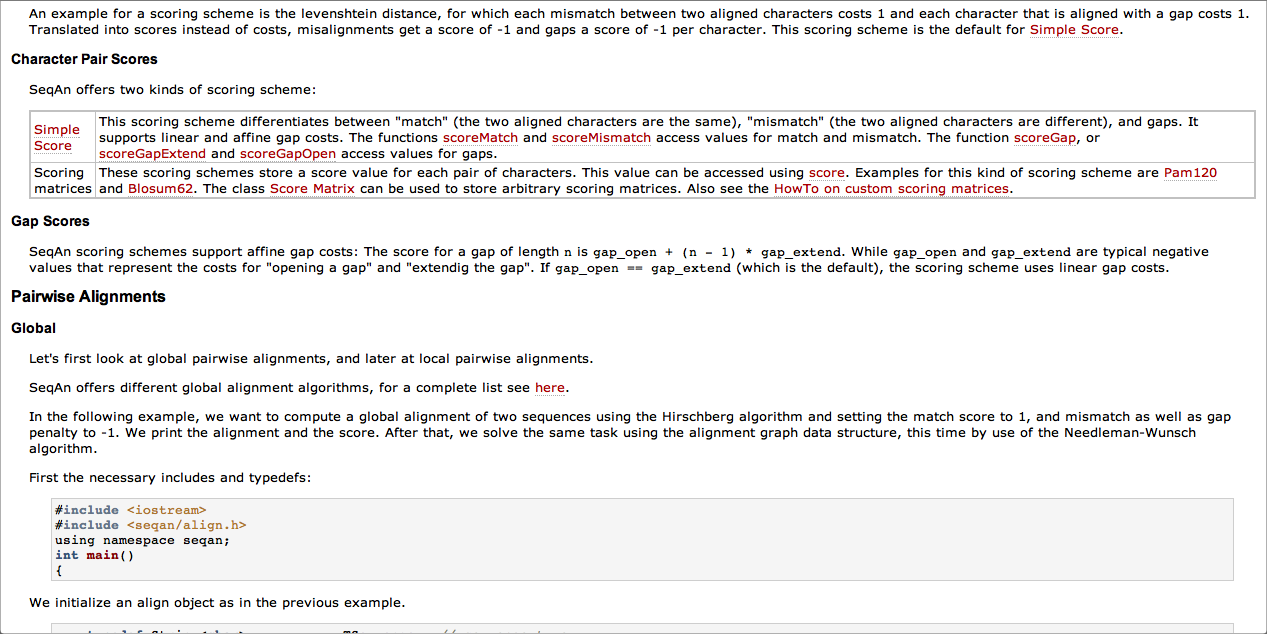 An example for a scoring scheme is the levenshtein distance, for which each mismatch between two aligned characters costs 1 and each character that is aligned with a gap costs 1.
Translated into scores instead of costs, misalignments get a score of -1 and gaps a score of -1 per character. This scoring scheme is the default for Simple Score.
Character Pair Scores
SeqAn offers two kinds of scoring scheme:
Simple
Score
This scoring scheme differentiates between "match" (the two aligned characters are the same), "mismatch" (the two aligned characters are different), and gaps. It
supports linear and affine gap costs. The functions scoreMatch and scoreMismatch access values for match and mismatch. The function scoreGap, or
scoreGapExtend and scoreGapOpen access values for gaps.
Scoring
matrices
These scoring schemes store a score value for each pair of characters. This value can be accessed using score. Examples for this kind of scoring scheme are Pam120
and Blosum62. The class Score Matrix can be used to store arbitrary scoring matrices. Also see the HowTo on custom scoring matrices.
Gap Scores
SeqAn scoring schemes support affine gap costs: The score for a gap of length n is gap_open + (n - 1) * gap_extend. While gap_open and gap_extend are typical negative
values that represent the costs for "opening a gap" and "extendig the gap". If gap_open == gap_extend (which is the default), the scoring scheme uses linear gap costs.
Pairwise Alignments
Global
Let's first look at global pairwise alignments, and later at local pairwise alignments.
SeqAn offers different global alignment algorithms, for a complete list see here.
In the following example, we want to compute a global alignment of two sequences using the Hirschberg algorithm and setting the match score to 1, and mismatch as well as gap
penalty to -1. We print the alignment and the score. After that, we solve the same task using the alignment graph data structure, this time by use of the Needleman-Wunsch
algorithm.
First the necessary includes and typedefs:
#include <iostream>
#include <seqan/align.h>
using namespace seqan;
int main()
{
We initialize an align object as in the previous example.